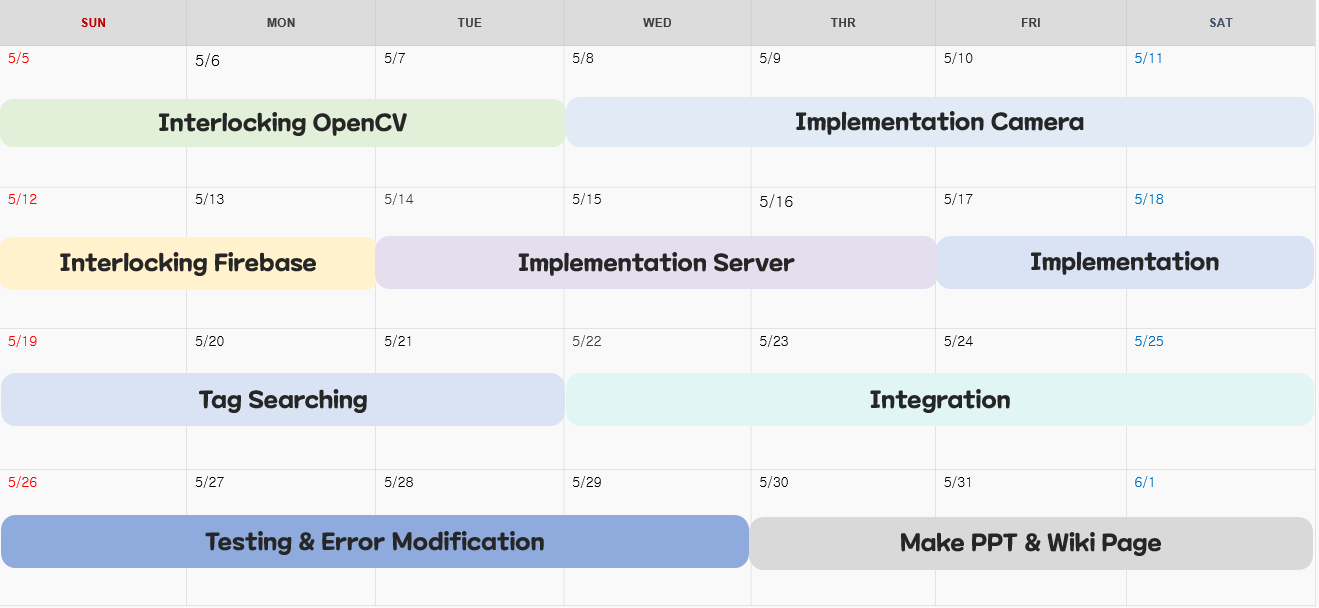 SUN MON TUE WED THR FRI SAT
5/5 5/6 5/7 5/8 5/9 5/10 5/11
Interlocking OpenCV Implementation Camera
5/12 5/13 5/14 5/15 5/16 5/17 5/18
Interlocking Firebase Implementation Server Implementation
5/19 5/20 5/21 5/22 5/23 5/24 5/25
Tag Searching Integration
5/26 5/27 5/28 5/29 5/30 5/31 6/1
Testing & Error Modification Make PPT & Wiki Page